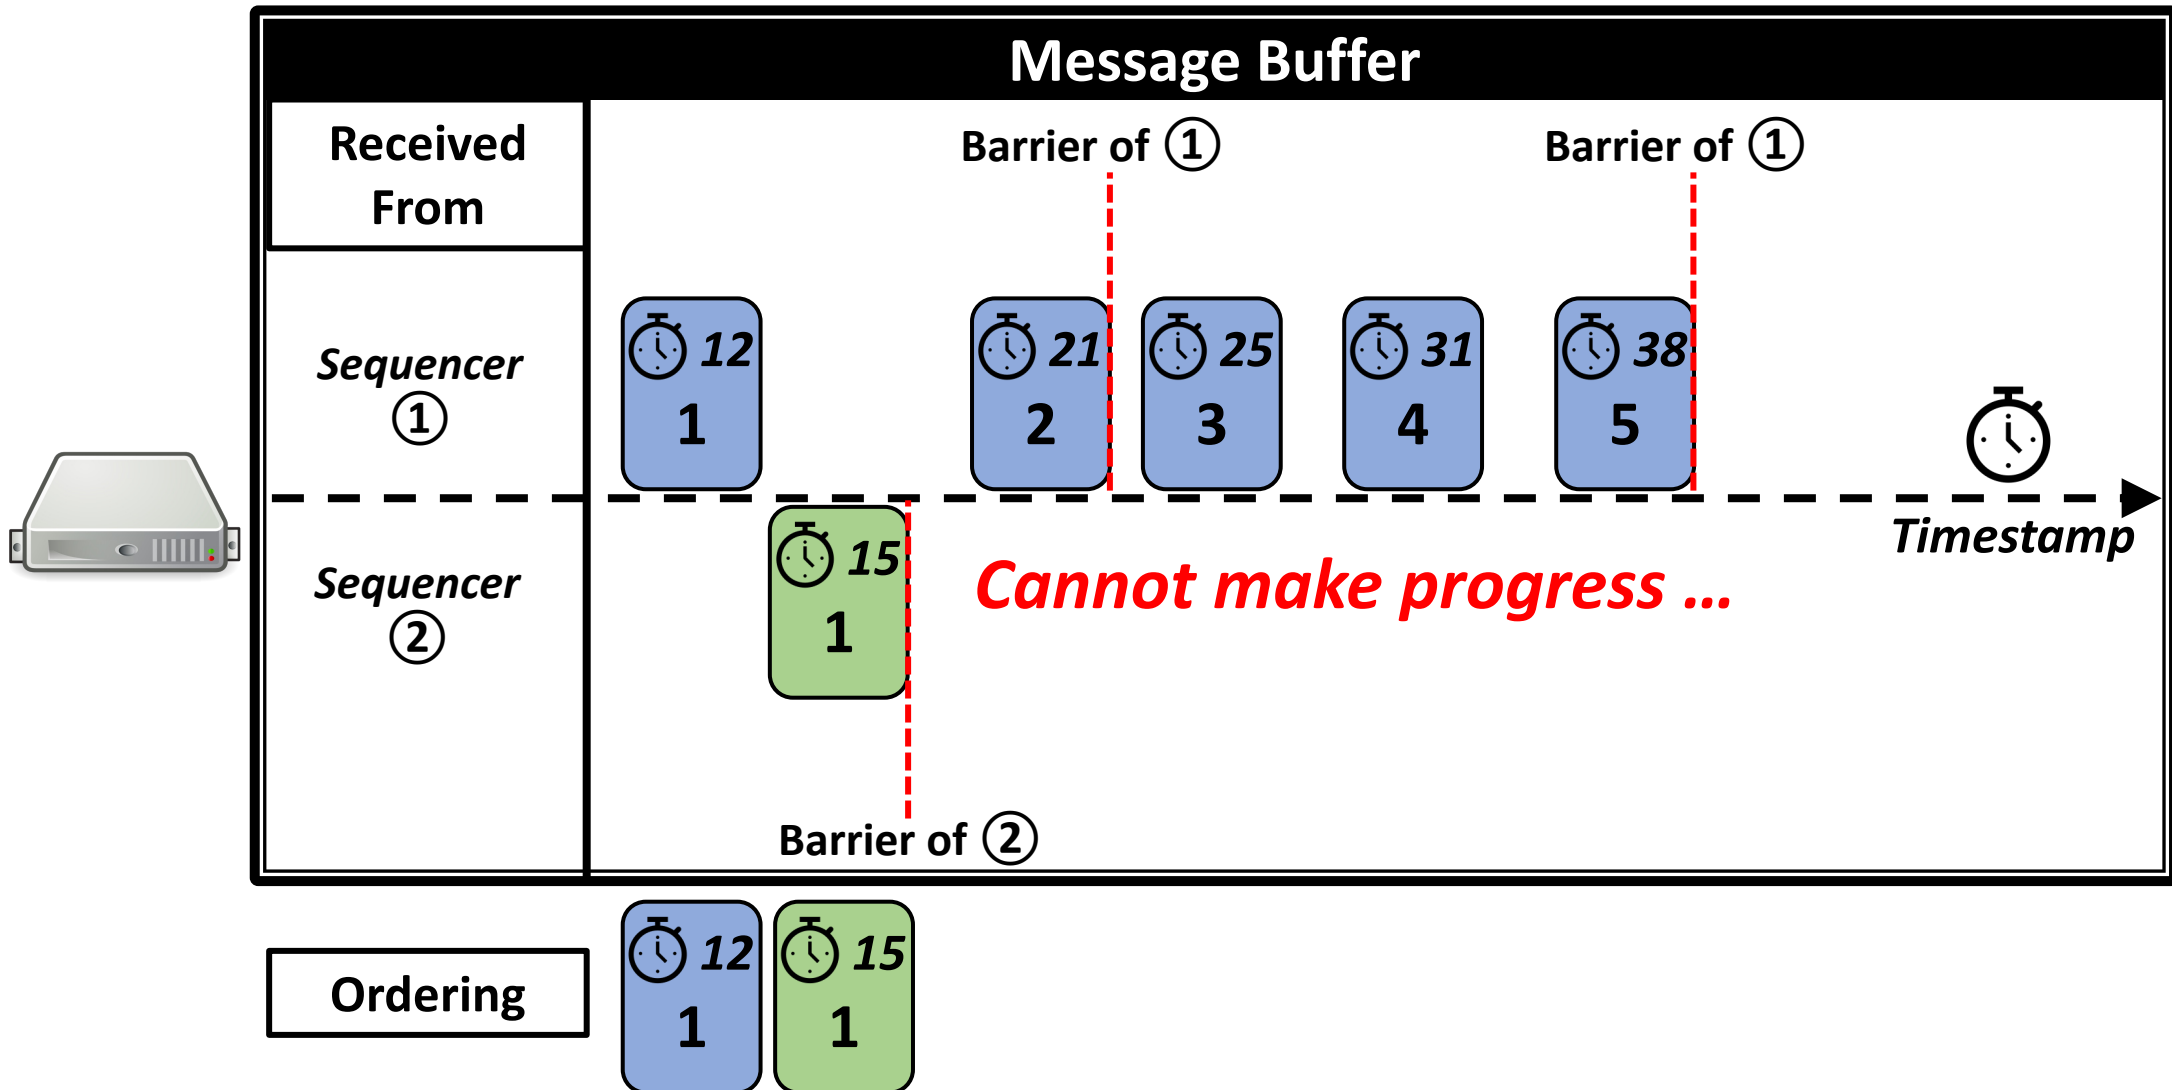 Message Buffer
Received
From
Barrier of ①
Barrier of ①
Sequencer
①
12
1
21
2
25
3
31
4
38
5
Timestamp
Sequencer
②
15
1
Cannot make progress ...
Barrier of ②
Ordering
12
1
15
1